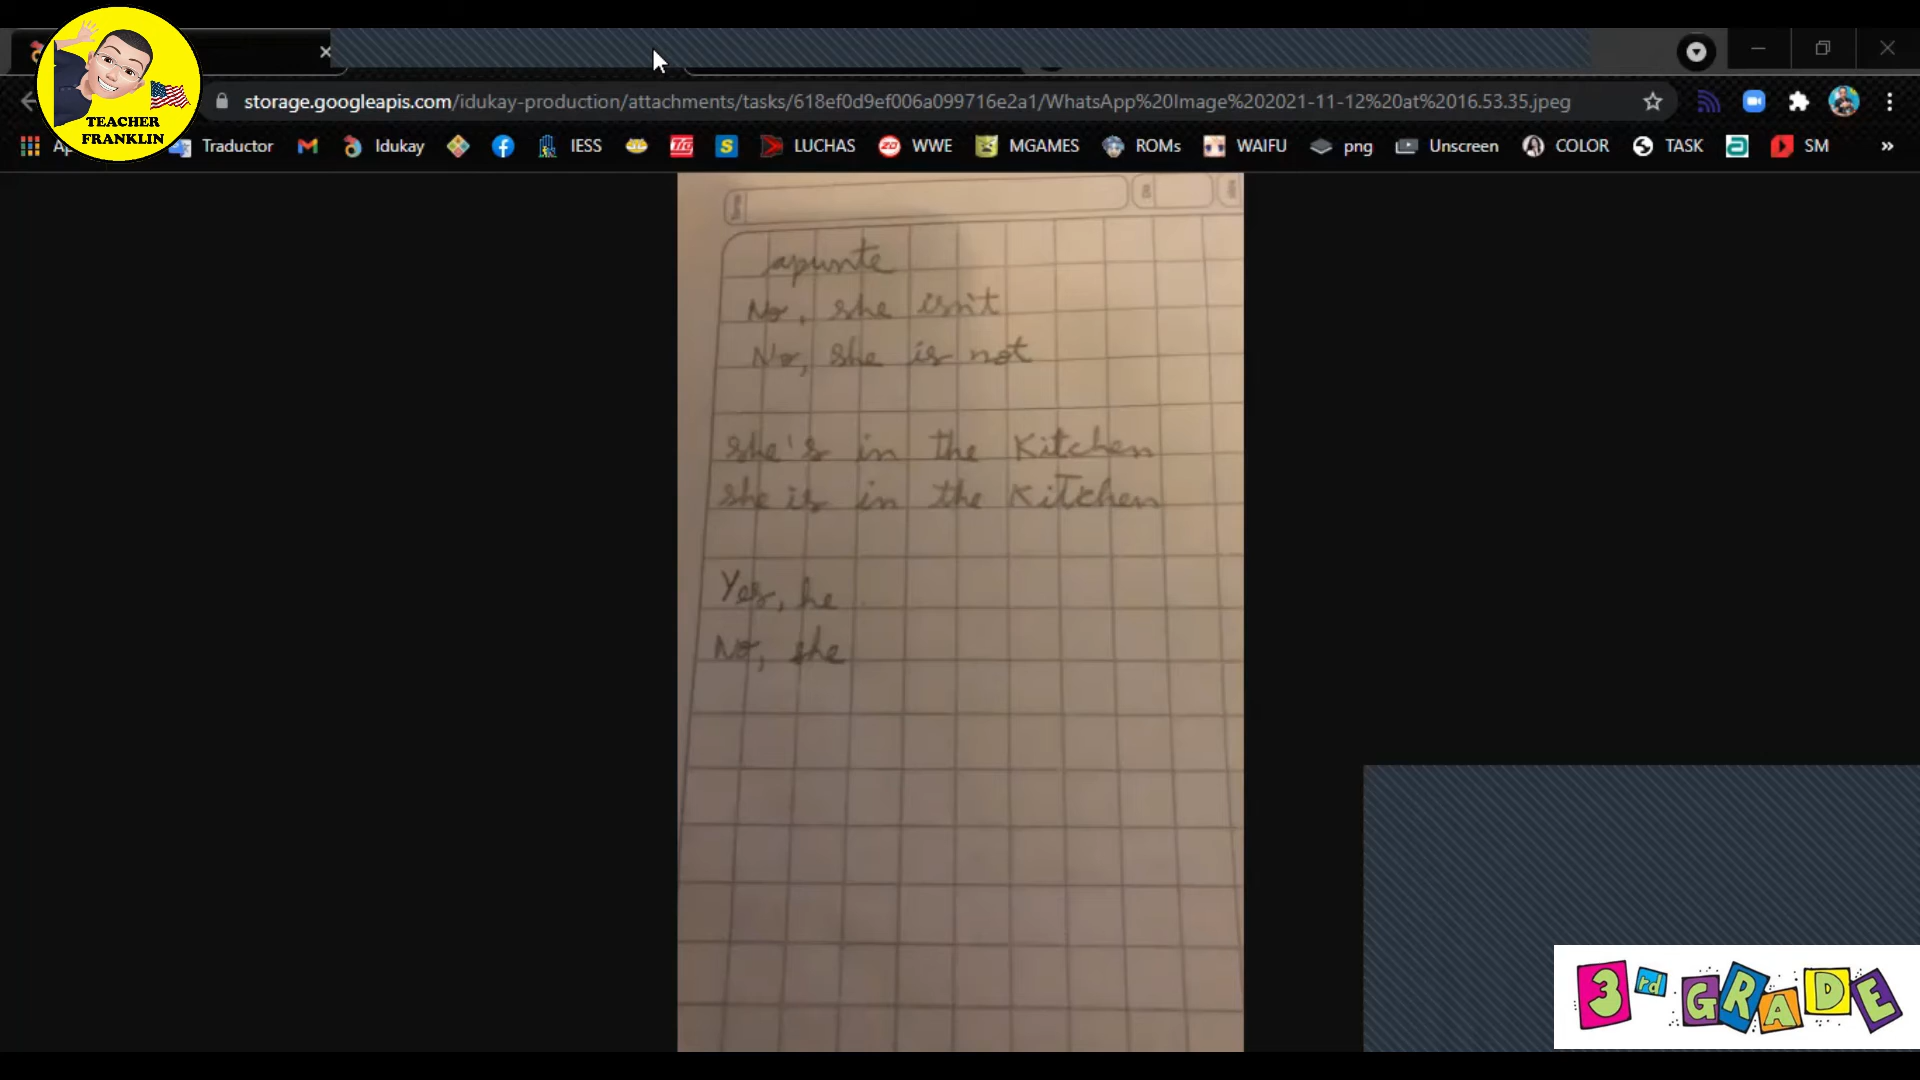 TEACHER
FRANKLIN
storage.googleapis.com/idukay-production/attachments/tasks/618ef0d9ef006a099716e2a1/WhatsApp%20Image%202021-11-12%20at%2016.53.35.jpeg
Traductor Idukay IESS LUCHAS WWE MGAMES ROMs WAIFU png Unscreen COLOR TASK SM »
apunte
No, she isn't
No, she is not
she's in the Kitchen
she is in the Kitchen
Yes, he
No, she
3rd GRADE